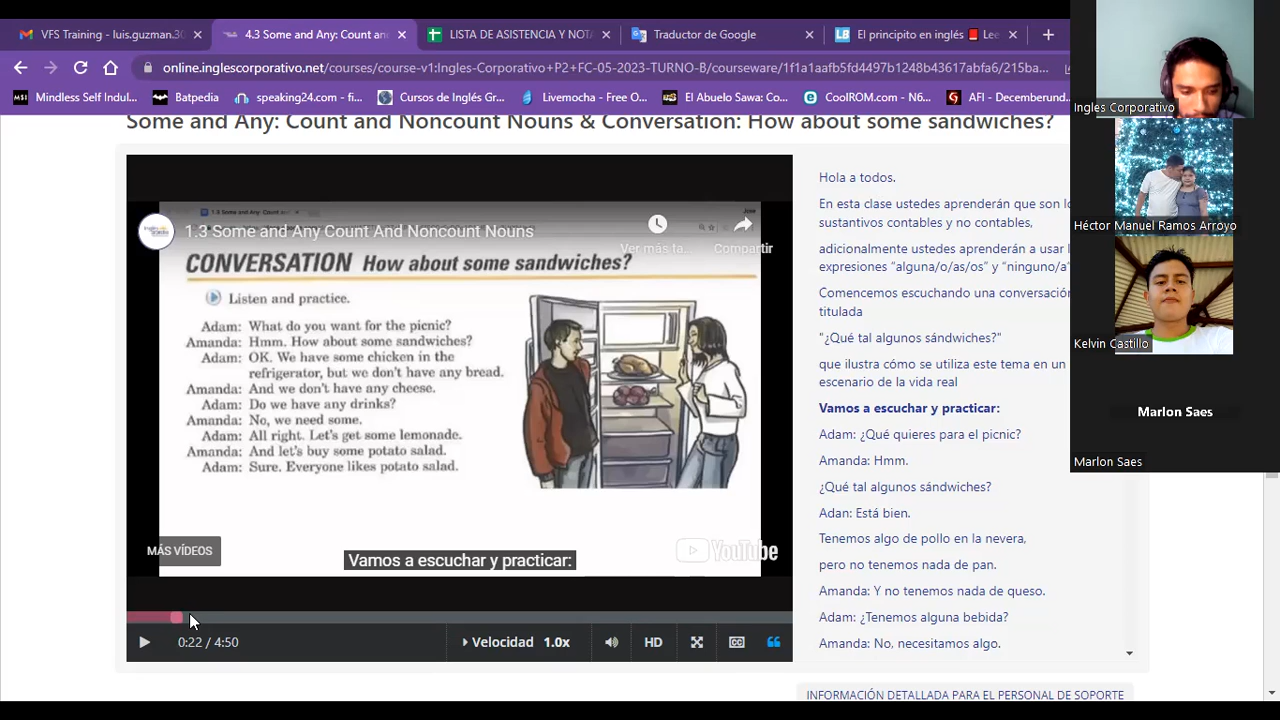 VFS Training - luis.guzman.30
4.3 Some and Any: Count an
LISTA DE ASISTENCIA Y NOTA
Traductor de Google
El principito en inglés
Lee
online.inglescorporativo.net/courses/course-v1:Ingles-Corporativo+P2+FC-05-2023-TURNO-B/courseware/1f1a1aafb5fd4497b1248b43617abfa6/215ba...
Mindless Self Indul...
Batpedia
speaking24.com - fi...
Cursos de Inglés Gr...
Livemocha - Free O...
El Abuelo Sawa: Co...
CoolROM.com - N6...
AFI - Decemberund
Some and Any: Count and Noncount Nouns & Conversation: How about some sandwiches?
1.3 Some and Any Count And Noncount Nouns
Ver más ta...
Compartir
CONVERSATION How about some sandwiches?
Listen and practice.
Adam: What do you want for the picnic?
Amanda: Hmm. How about some sandwiches?
Adam: OK. We have some chicken in the
refrigerator, but we don't have any bread.
Amanda: And we don't have any cheese.
Adam: Do we have any drinks?
Amanda: No, we need some.
Adam: All right. Let's get some lemonade.
Amanda: And let's buy some potato salad.
Adam: Sure. Everyone likes potato salad.
MÁS VÍDEOS
YouTube
Vamos a escuchar y practicar:
0:22 / 4:50
Velocidad 1.0x
HD
Hola a todos.
En esta clase ustedes aprenderán que son lo
sustantivos contables y no contables,
adicionalmente ustedes aprenderán a usar l
expresiones “alguna/o/as/os” y “ninguno/a”
Comencemos escuchando una conversación
titulada
"¿Qué tal algunos sándwiches?"
que ilustra cómo se utiliza este tema en un
escenario de la vida real
Vamos a escuchar y practicar:
Adam: ¿Qué quieres para el picnic?
Amanda: Hmm.
¿Qué tal algunos sándwiches?
Adan: Está bien.
Tenemos algo de pollo en la nevera,
pero no tenemos nada de pan.
Amanda: Y no tenemos nada de queso.
Adam: ¿Tenemos alguna bebida?
Amanda: No, necesitamos algo.
INFORMACIÓN DETALLADA PARA EL PERSONAL DE SOPORTE
Ingles Corporativo
Héctor Manuel Ramos Arroyo
Kelvin Castillo
Marlon Saes
Marlon Saes